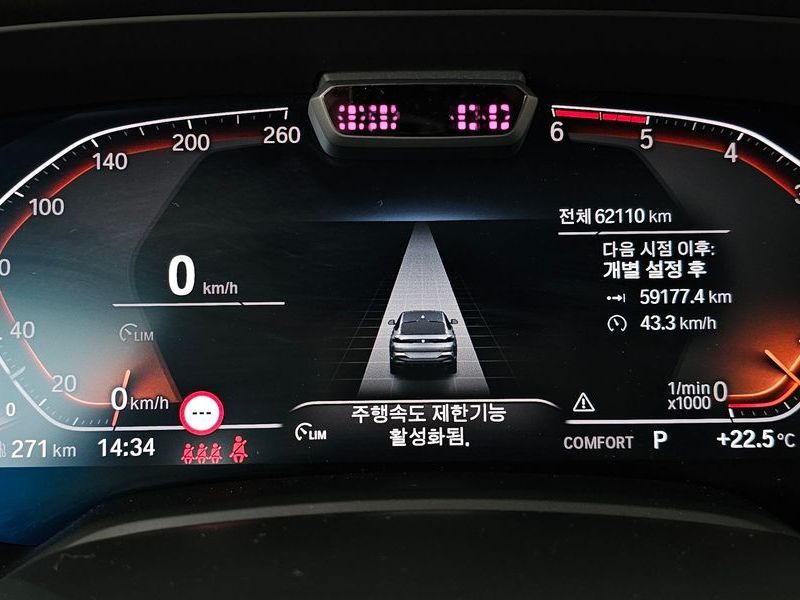 260
200
140
100
40
20
0 km/h
0
0 km/h
LIM
6
5
4
전체 62110 km
다음 시점 이후:
개별 설정 후
59177.4 km
43.3 km/h
1/min
x1000
0
---
LIM
주행속도 제한기능
활성화됨.
271 km
14:34
COMFORT
P
+22.5°C